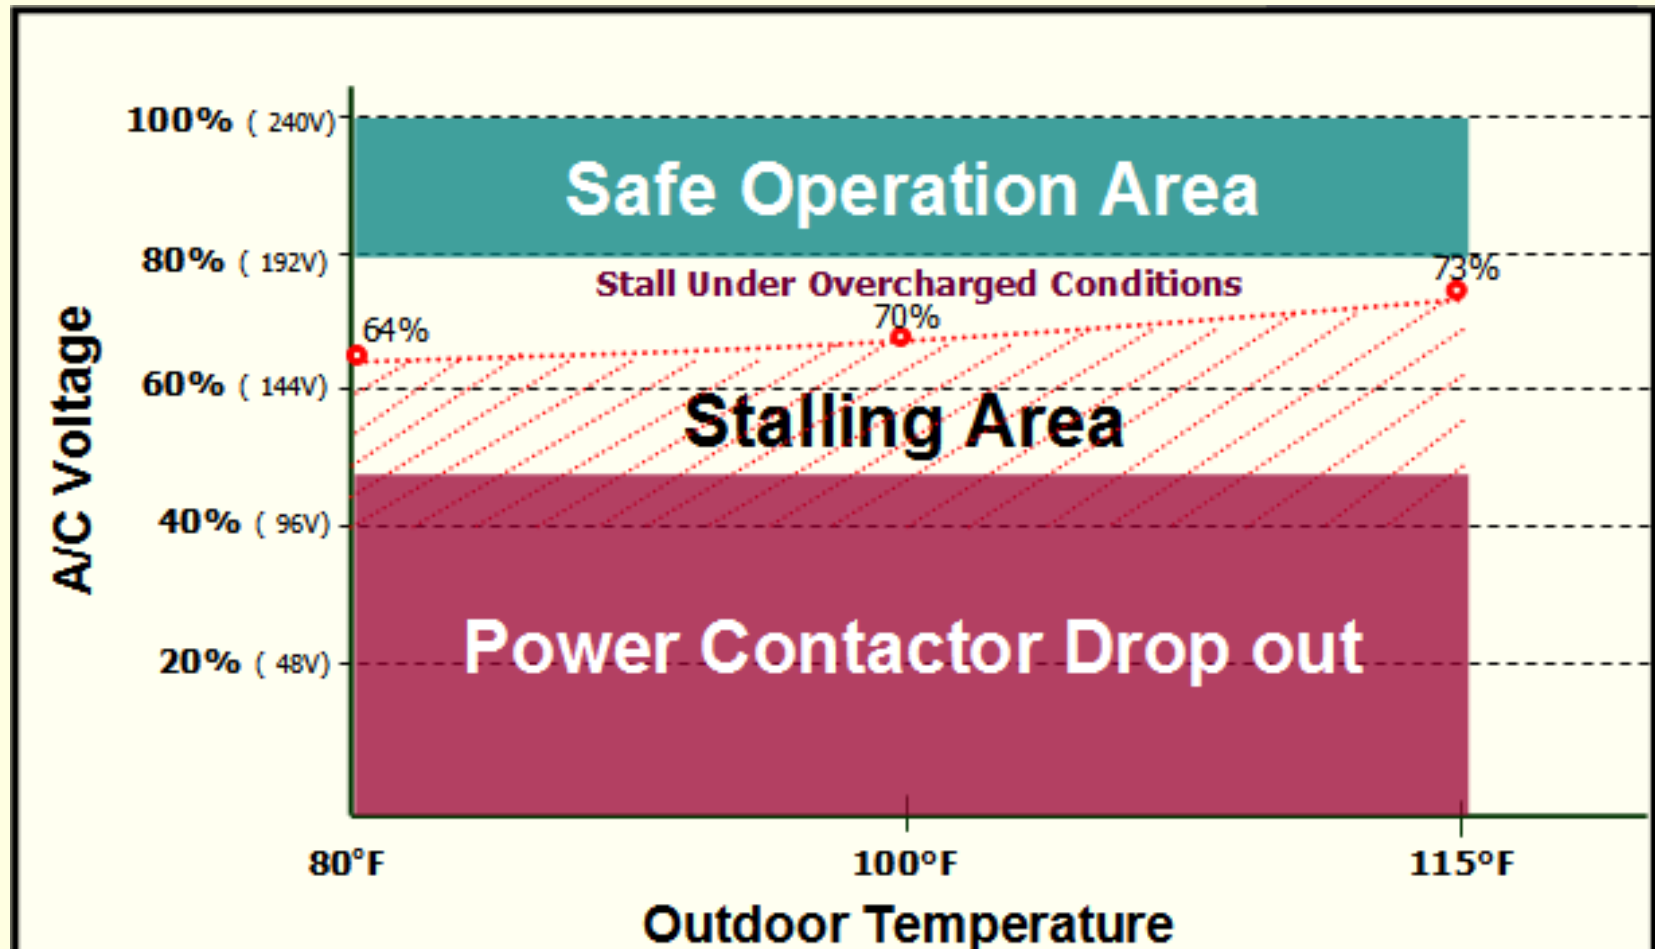 100% ( 240V)
Safe Operation Area
80% ( 192V)
73%
Stall Under Overcharged Conditions
70%
64%
60% ( 144V)
Stalling Area
A/C Voltage
40% ( 96V)
Power Contactor Drop out
20% ( 48V)
80°F 100°F 115°F
Outdoor Temperature